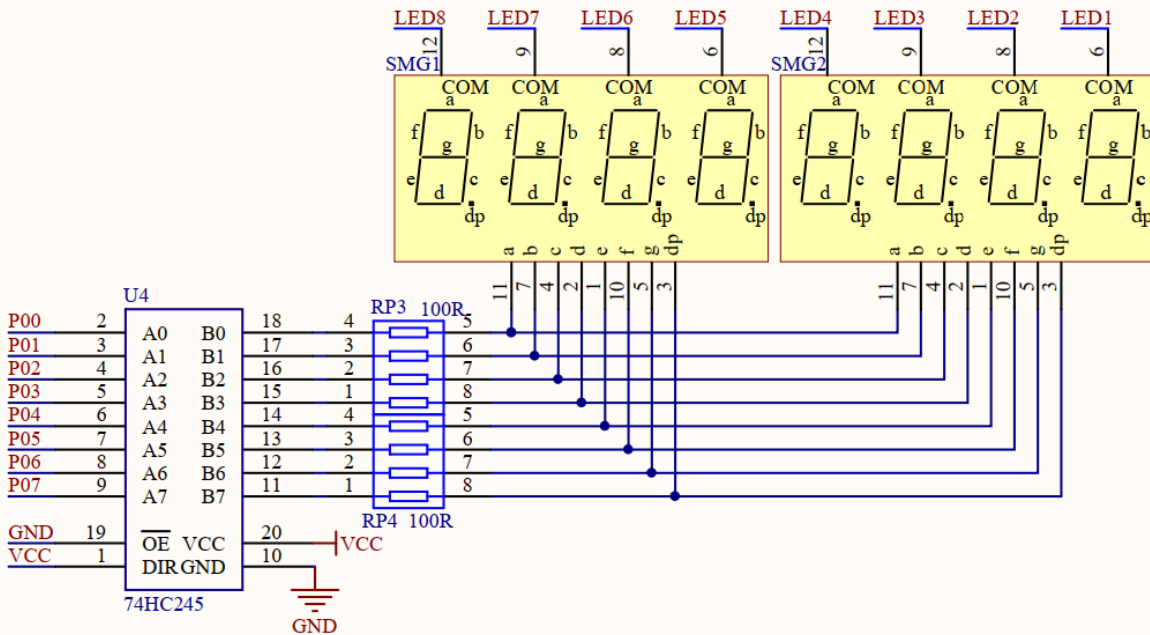 LED8 LED7 LED6 LED5 LED4 LED3 LED2 LED1
12 9 8 6 12 9 8 6
SMG1 SMG2
COM COM COM COM COM COM COM COM
a a a a a a a a
f b f b f b f b f b f b f b f b
g g g g g g g g
e d c e d c e d c e d c e d c e d c e d c e d c
dp dp dp dp dp dp dp dp
a b c d e f g dp a b c d e f g dp
11 7 4 2 1 10 5 3 11 7 4 2 1 10 5 3
U4
RP3 100R
P00 2 A0 B0 18 4 5
P01 3 A1 B1 17 3 6
P02 4 A2 B2 16 2 7
P03 5 A3 B3 15 1 8
P04 6 A4 B4 14 4 5
P05 7 A5 B5 13 3 6
P06 8 A6 B6 12 2 7
P07 9 A7 B7 11 1 8
RP4 100R
GND 19 OE VCC 20 VCC
VCC 1 DIR GND 10
74HC245
GND